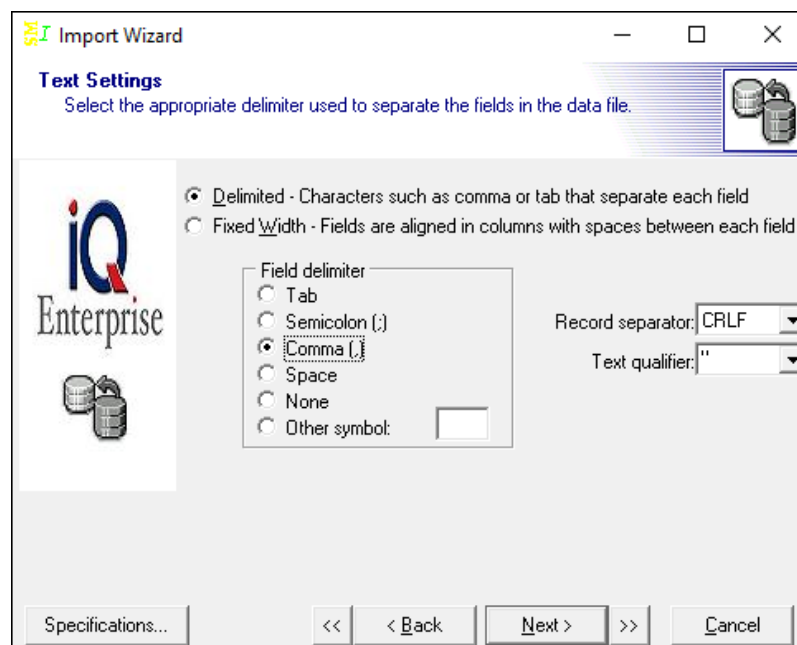 SM I Import Wizard
Text Settings
Select the appropriate delimiter used to separate the fields in the data file.
iQ
Enterprise
Delimited - Characters such as comma or tab that separate each field
Fixed Width - Fields are aligned in columns with spaces between each field
Field delimiter
Tab
Semicolon (;)
Comma (,)
Space
None
Other symbol:
Record separator: CRLF
Text qualifier: "
Specifications...
<< < Back Next > >> Cancel